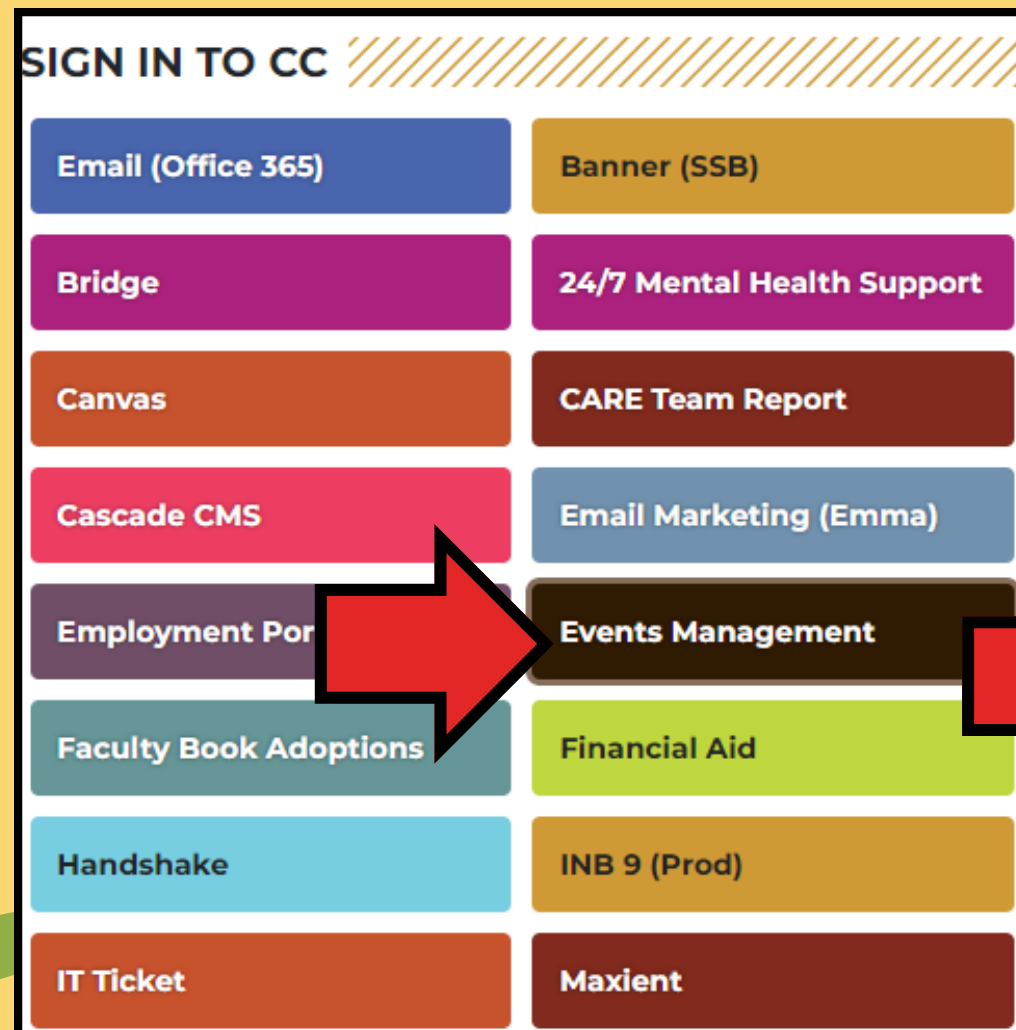 SIGN IN TO CC
Email (Office 365)
Banner (SSB)
Bridge
24/7 Mental Health Support
Canvas
CARE Team Report
Cascade CMS
Email Marketing (Emma)
Employment Por
Events Management
Faculty Book Adoptions
Financial Aid
Handshake
INB 9 (Prod)
IT Ticket
Maxient